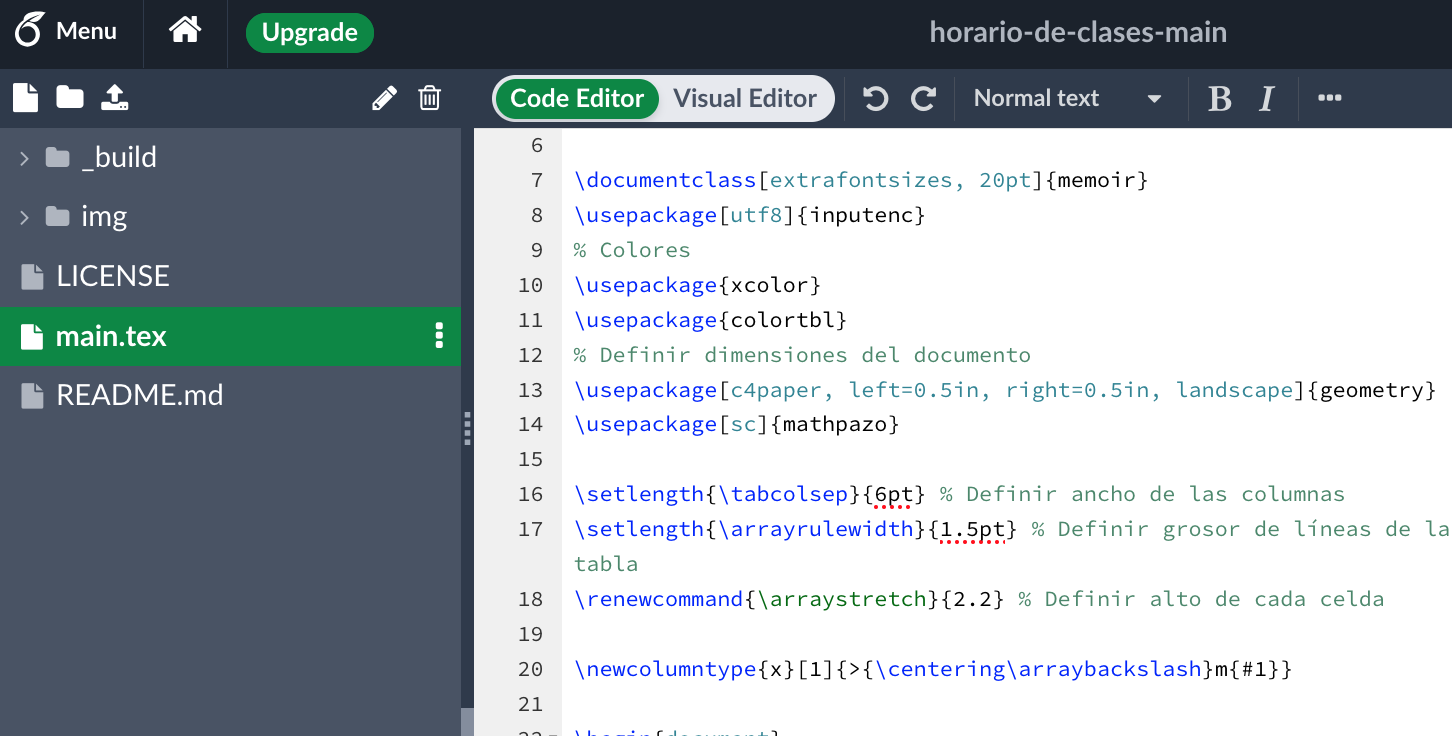 Menu
Upgrade
horario-de-clases-main
Code Editor
Visual Editor
Normal text
B
I
_build
img
LICENSE
main.tex
README.md
6
7 \documentclass[extrafontsizes, 20pt]{memoir}
8 \usepackage[utf8]{inputenc}
9 % Colores
10 \usepackage{xcolor}
11 \usepackage{colortbl}
12 % Definir dimensiones del documento
13 \usepackage[c4paper, left=0.5in, right=0.5in, landscape]{geometry}
14 \usepackage[sc]{mathpazo}
15
16 \setlength{\tabcolsep}{6pt} % Definir ancho de las columnas
17 \setlength{\arrayrulewidth}{1.5pt} % Definir grosor de líneas de la
tabla
18 \renewcommand{\arraystretch}{2.2} % Definir alto de cada celda
19
20 \newcolumntype{x}[1]{>{\centering\arraybackslash}m{#1}}
21
22 \begin{document}